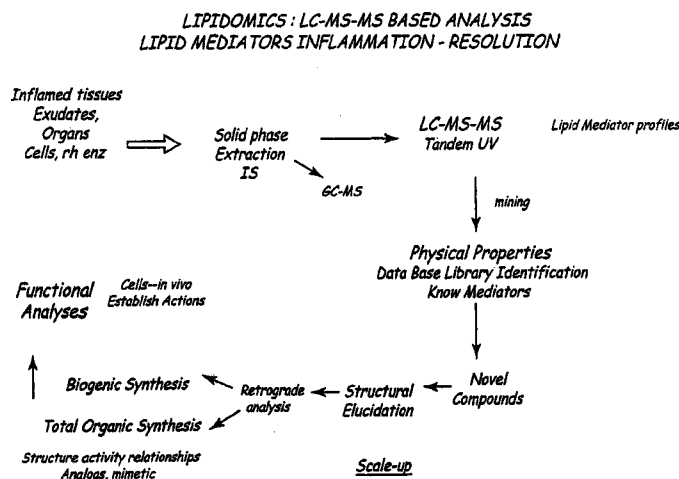 LIPIDOMICS : LC-MS-MS BASED ANALYSIS
LIPID MEDIATORS INFLAMMATION - RESOLUTION
Inflamed tissues
Exudates,
Organs
Cells, rh enz
Solid phase
Extraction
IS
GC-MS
LC-MS-MS
Tandem UV
Lipid Mediator profiles
mining
Physical Properties
Data Base Library Identification
Know Mediators
Novel
Compounds
Structural
Elucidation
Retrograde
analysis
Biogenic Synthesis
Total Organic Synthesis
Structure activity relationships
Analogs, mimetic
Functional
Analyses
Cells--in vivo
Establish Actions
Scale-up